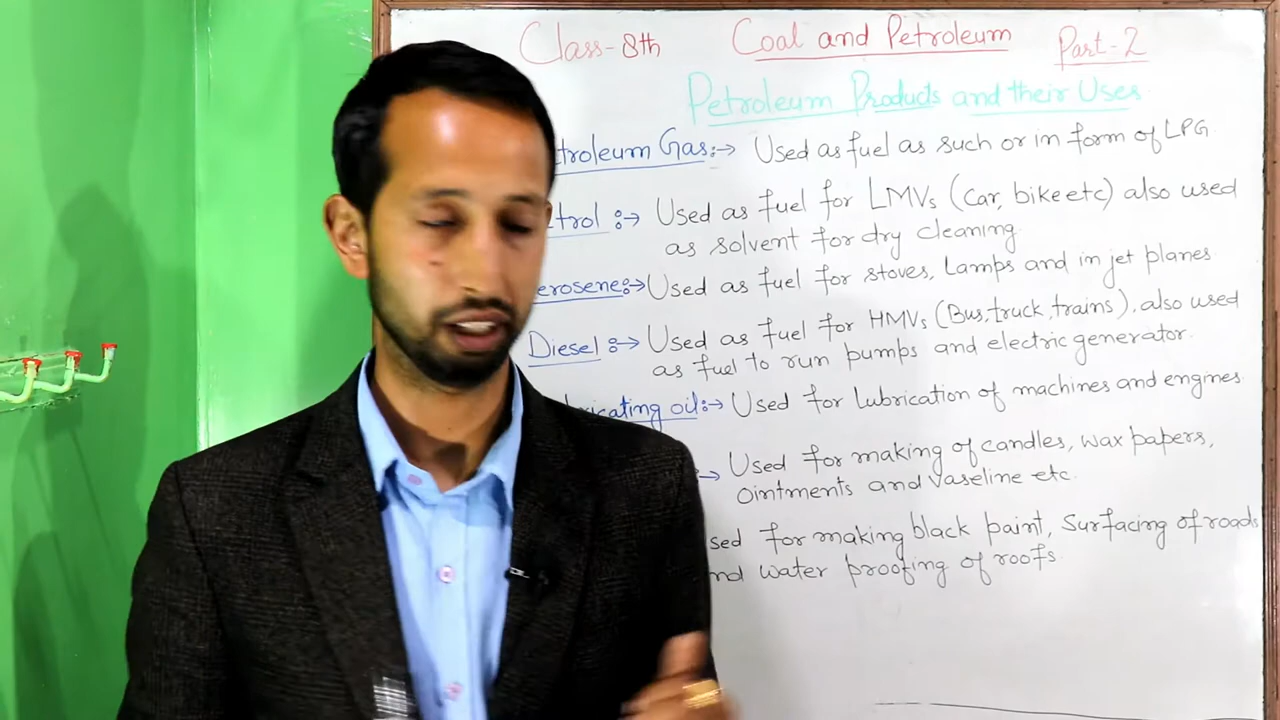 Class-8th Coal and Petroleum Part-2
Petroleum Products and their Uses
troleum Gas:→ Used as fuel as such or in form of LPG
trol :→ Used as fuel for LMVs (Car, bike etc) also used
as solvent for dry cleaning.
erosene:→ Used as fuel for stoves, Lamps and in jet planes
Diesel :→ Used as fuel for HMVs (Bus, truck, trains), also used
as fuel to run pumps and electric generator.
ricating oil:→ Used for lubrication of machines and engines.
→ Used for making of candles, wax papers,
ointments and vaseline etc.
sed for making black paint, Surfacing of roads
nd water proofing of roofs